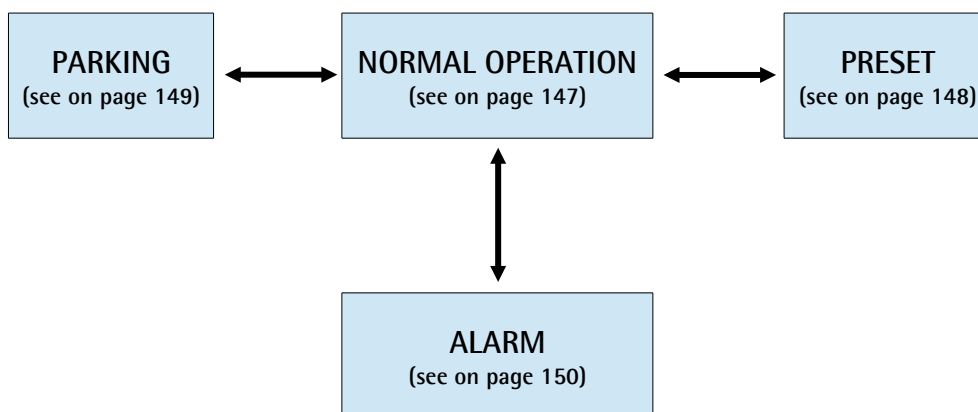 PARKING
(see on page 149)
NORMAL OPERATION
(see on page 147)
PRESET
(see on page 148)
ALARM
(see on page 150)